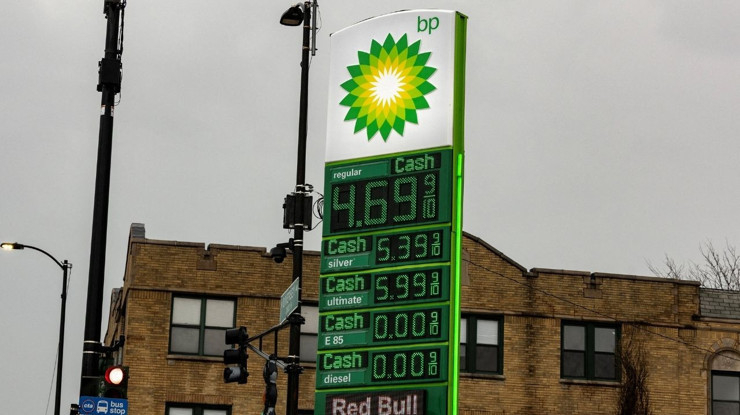 bp
regular Cash
4.69 9/10
Cash
silver 5.39 9/10
Cash
ultimate 5.99 9/10
Cash
E 85 0.00 9/10
Cash
diesel 0.00 9/10
Red Bull
cta bus
stop